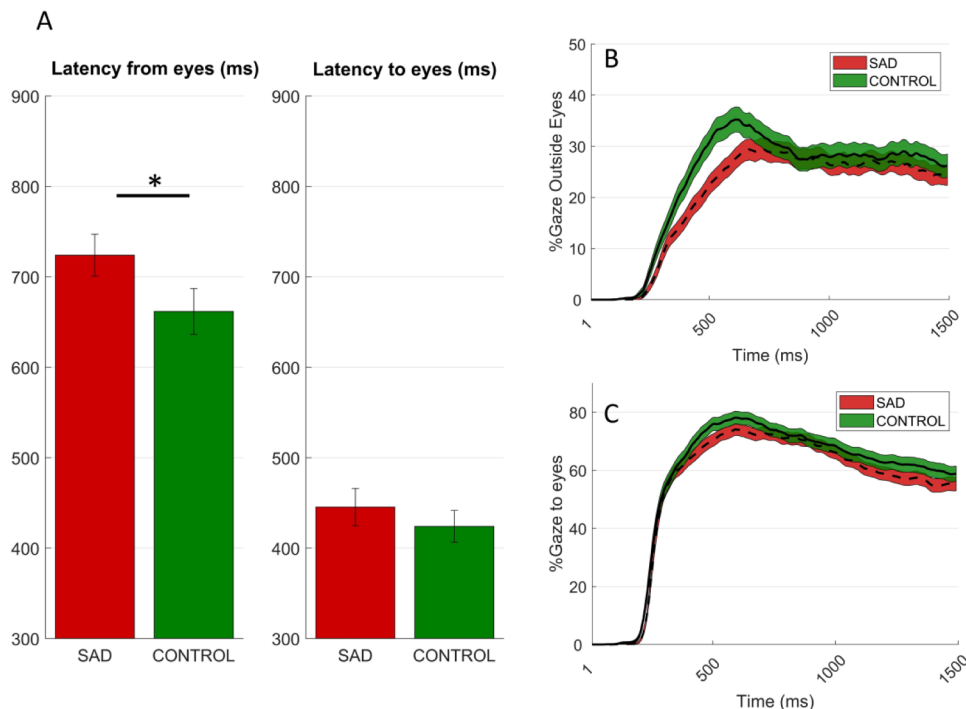 A
Latency from eyes (ms)
900
800
700
600
500
400
300
*
SAD
CONTROL
Latency to eyes (ms)
900
800
700
600
500
400
300
SAD
CONTROL
B
SAD
CONTROL
%Gaze Outside Eyes
50
40
30
20
10
0
1
500
1000
1500
Time (ms)
C
SAD
CONTROL
%Gaze to eyes
80
60
40
20
0
1
500
1000
1500
Time (ms)